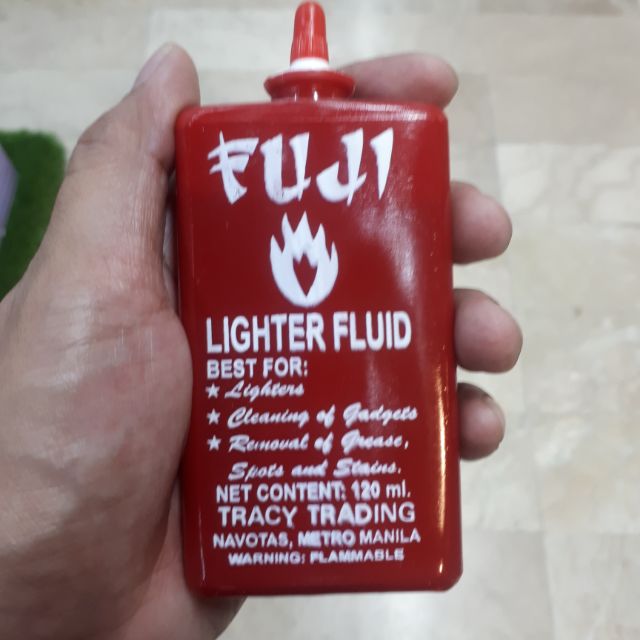 FUJI
LIGHTER FLUID
BEST FOR:
★ Lighters
★ Cleaning of Gadgets
★ Removal of Grease,
Spots and Stains.
NET CONTENT: 120 ml.
TRACY TRADING
NAVOTAS, METRO MANILA
WARNING: FLAMMABLE